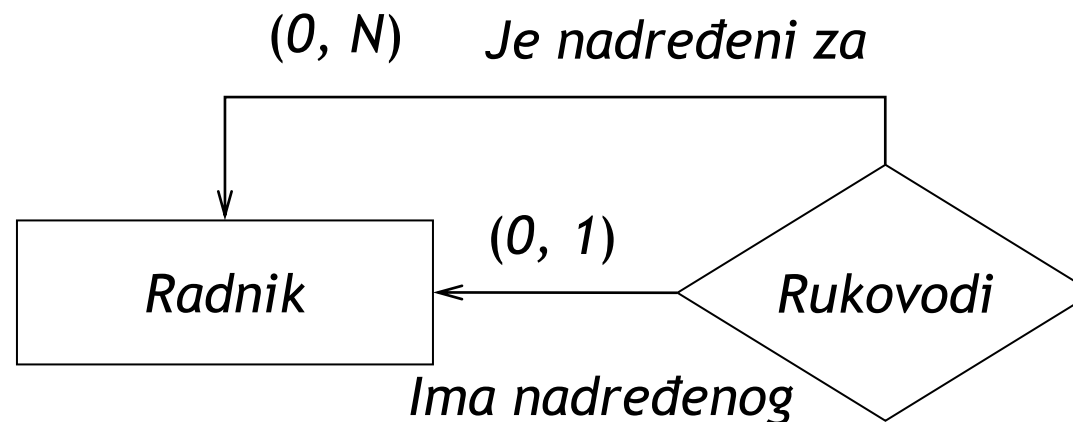 (0, N) Je nadređeni za
(0, 1)
Radnik
Rukovodi
Ima nadređenog